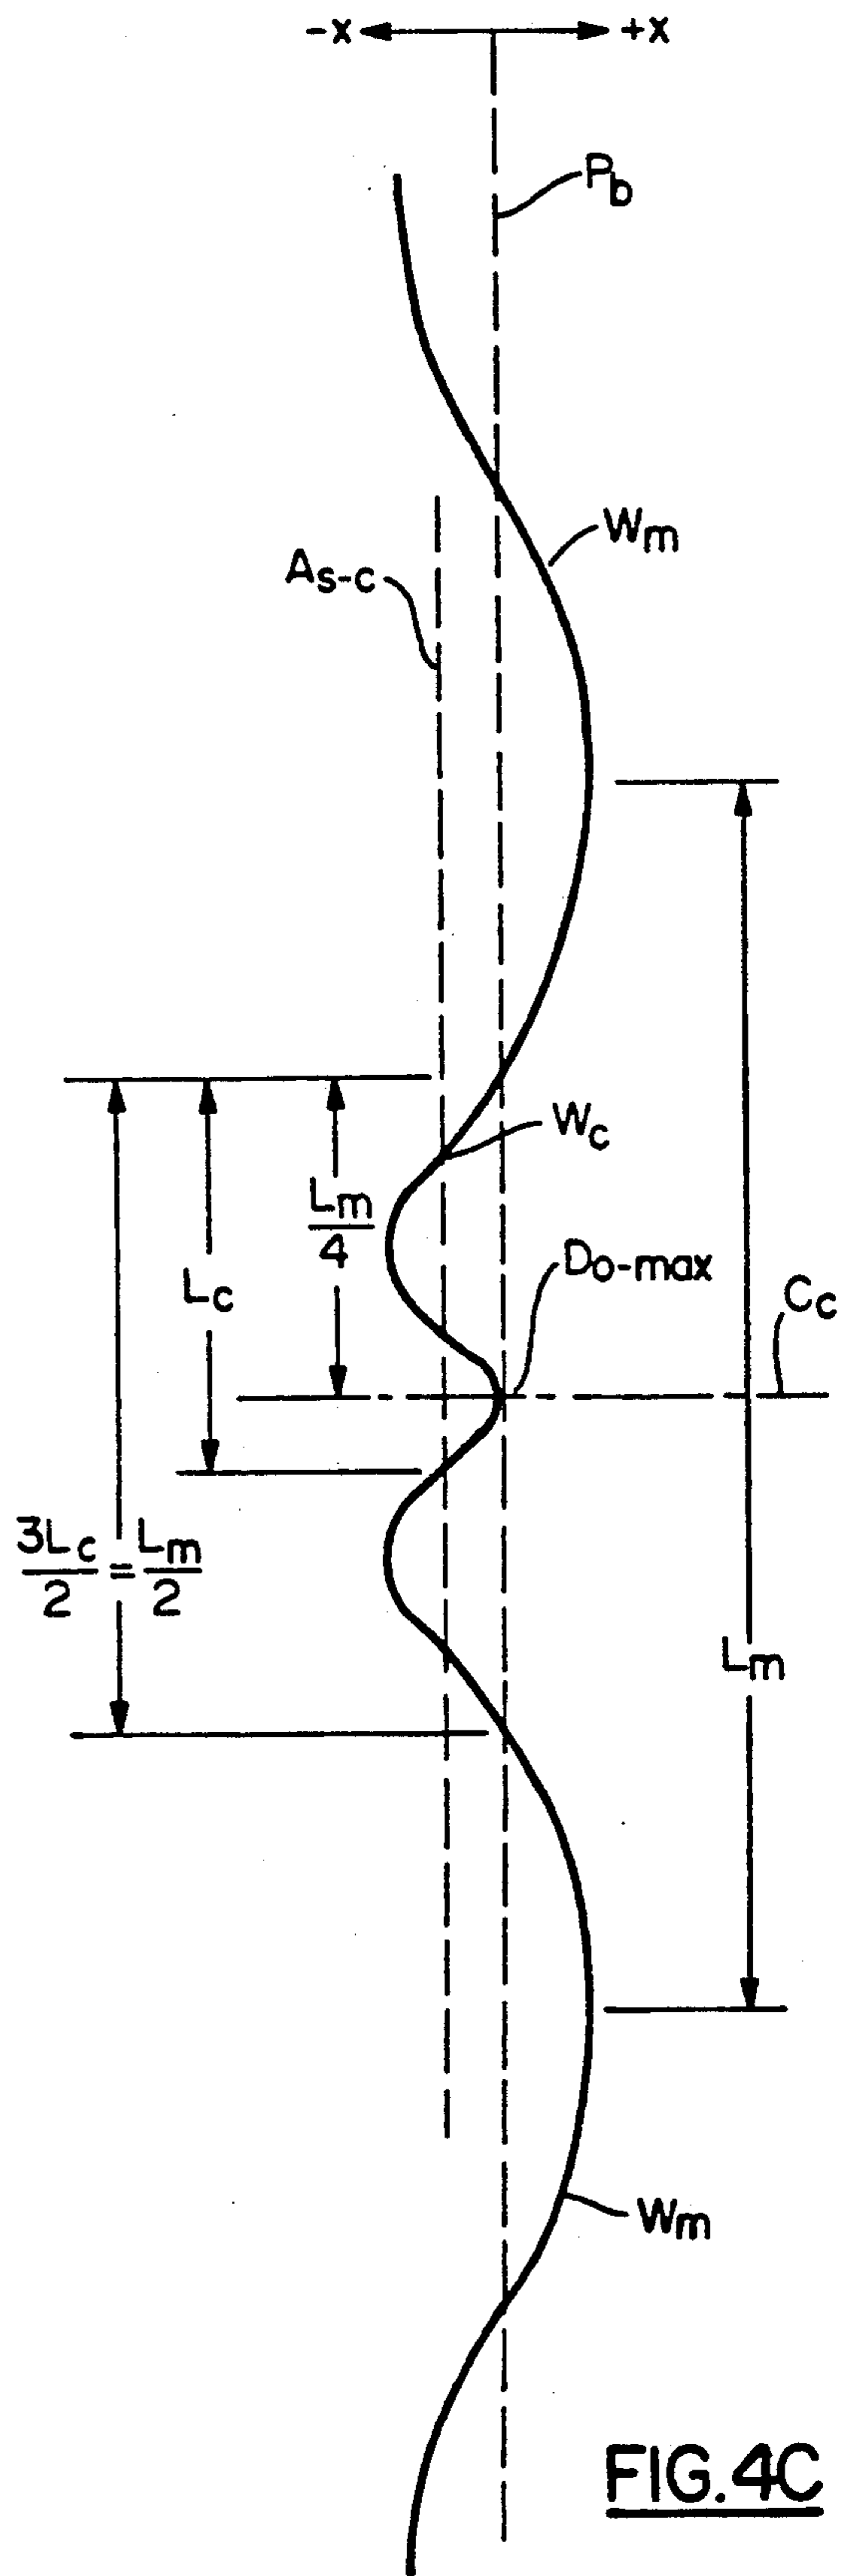 -X +X
Pb
Wm
As-c
Wc
Lm
4
Do-max
Lc
Cc
3Lc = Lm
2 2
Lm
Wm
FIG.4C